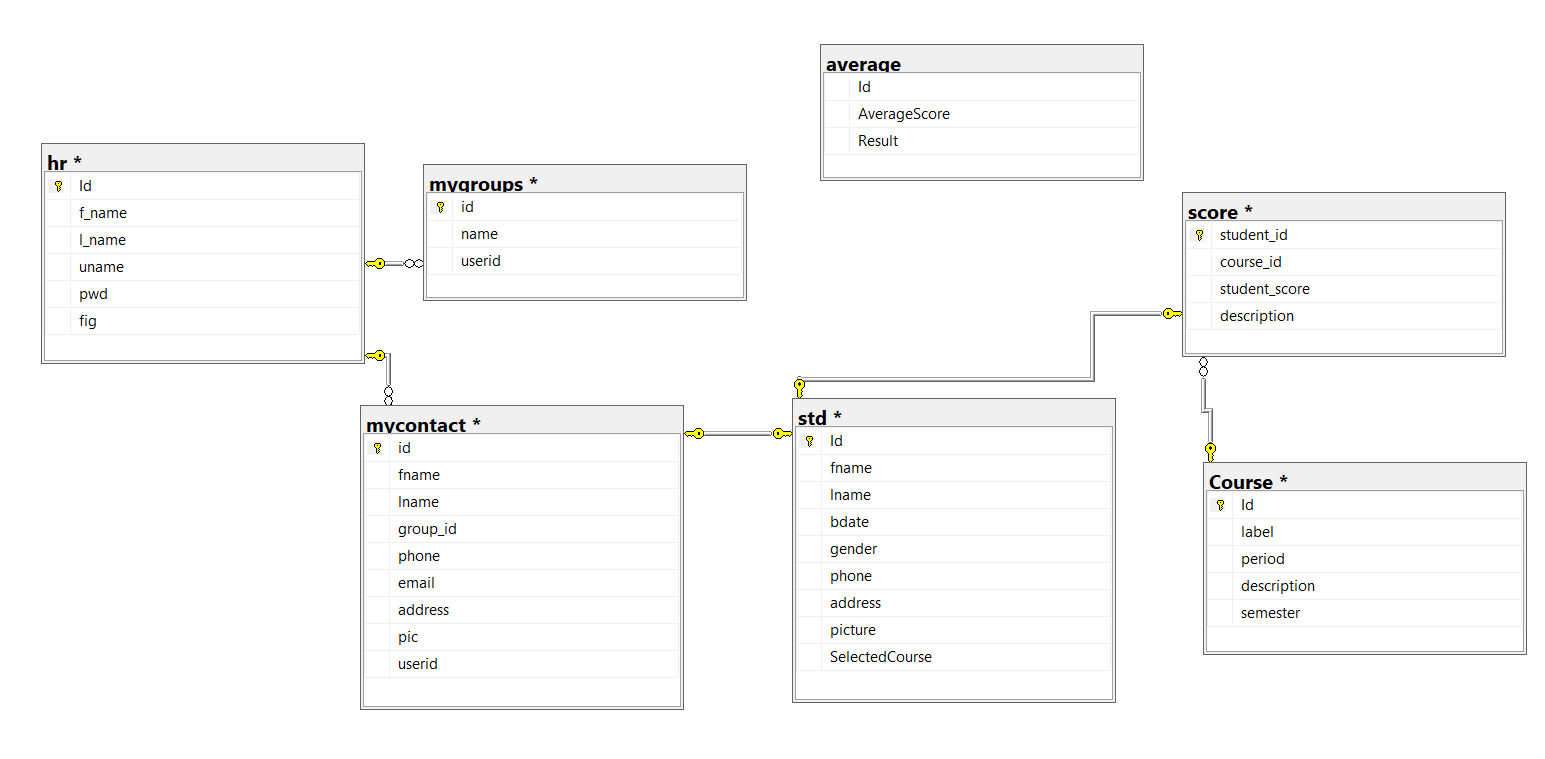 average
Id
AverageScore
Result
hr *
Id
f_name
l_name
uname
pwd
fig
mygroups *
id
name
userid
score *
student_id
course_id
student_score
description
mycontact *
id
fname
lname
group_id
phone
email
address
pic
userid
std *
Id
fname
lname
bdate
gender
phone
address
picture
SelectedCourse
Course *
Id
label
period
description
semester